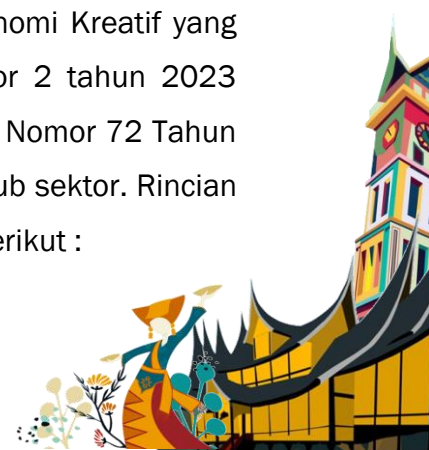 nomi Kreatif yang
or 2 tahun 2023
Nomor 72 Tahun
ub sektor. Rincian
erikut :